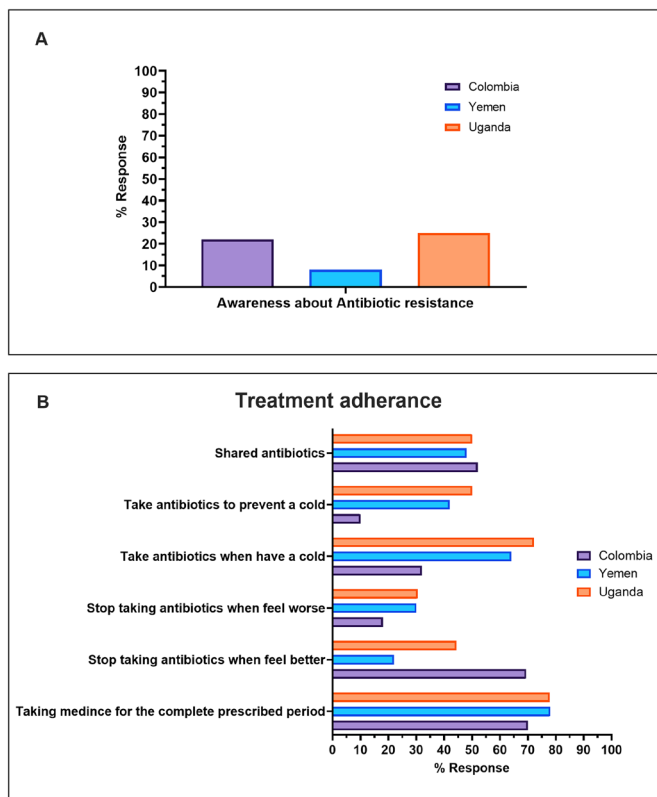 A
100
90
80
70
60
50
40
30
20
10
0
% Response
Colombia
Yemen
Uganda
Awareness about Antibiotic resistance
B
Treatment adherance
Shared antibiotics
Take antibiotics to prevent a cold
Take antibiotics when have a cold
Stop taking antibiotics when feel worse
Stop taking antibiotics when feel better
Taking medince for the complete prescribed period
Colombia
Yemen
Uganda
0 10 20 30 40 50 60 70 80 90 100
% Response